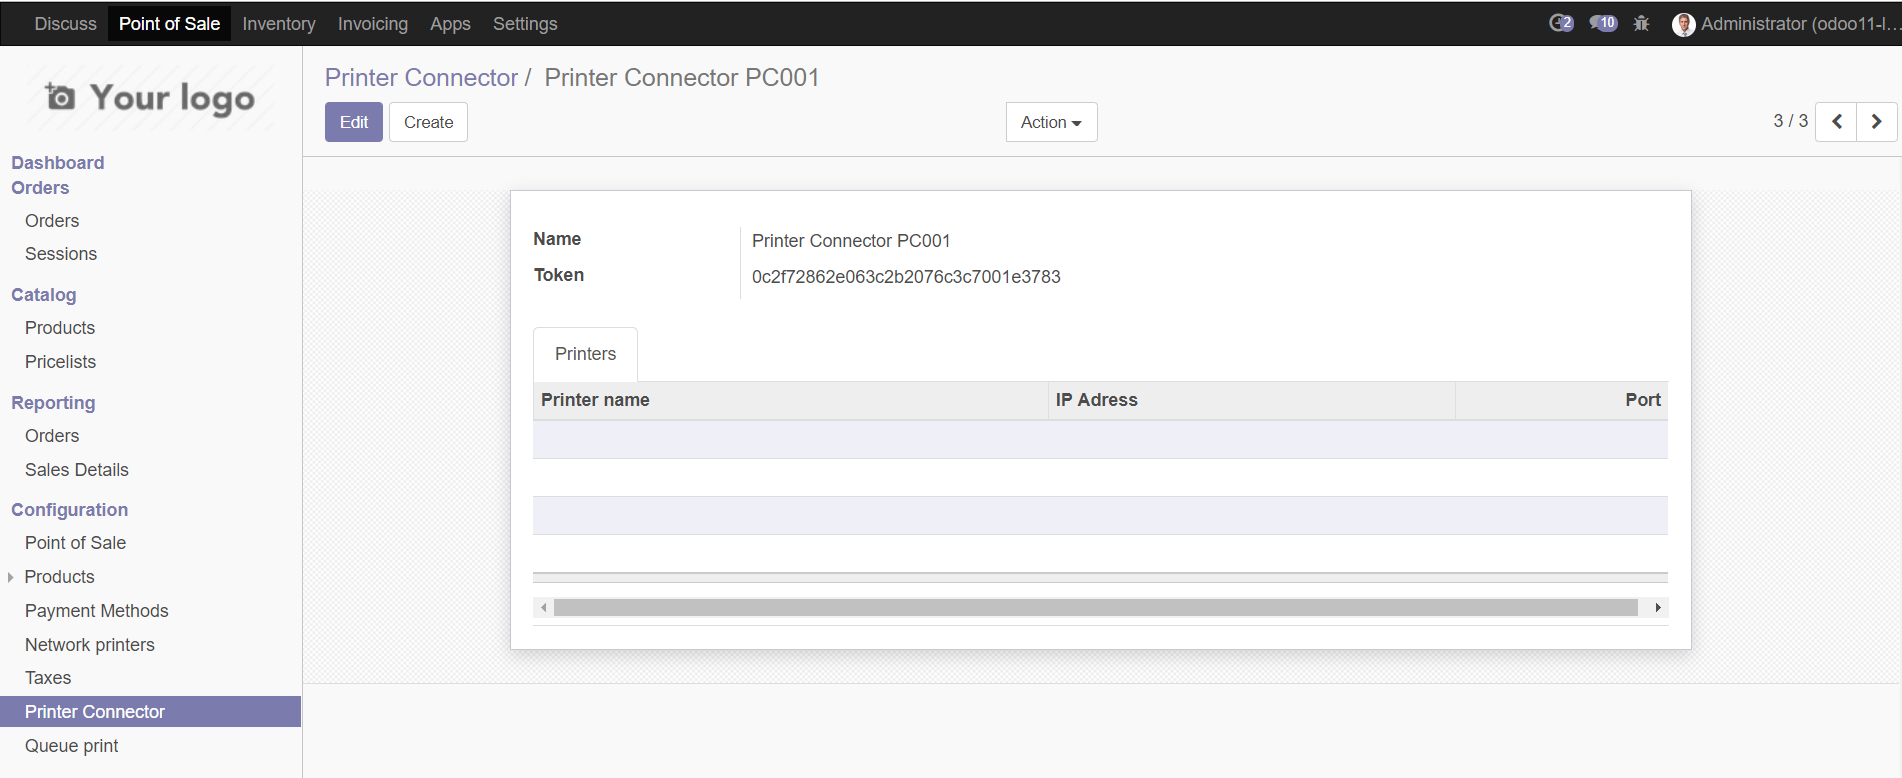 Discuss Point of Sale Inventory Invoicing Apps Settings 2 10 Administrator (odoo11-l...
Your logo
Printer Connector / Printer Connector PC001
Edit Create Action 3 / 3
Dashboard
Orders
Orders
Sessions
Catalog
Products
Pricelists
Reporting
Orders
Sales Details
Configuration
Point of Sale
Products
Payment Methods
Network printers
Taxes
Printer Connector
Queue print
Name Printer Connector PC001
Token 0c2f72862e063c2b2076c3c7001e3783
Printers
Printer name IP Adress Port